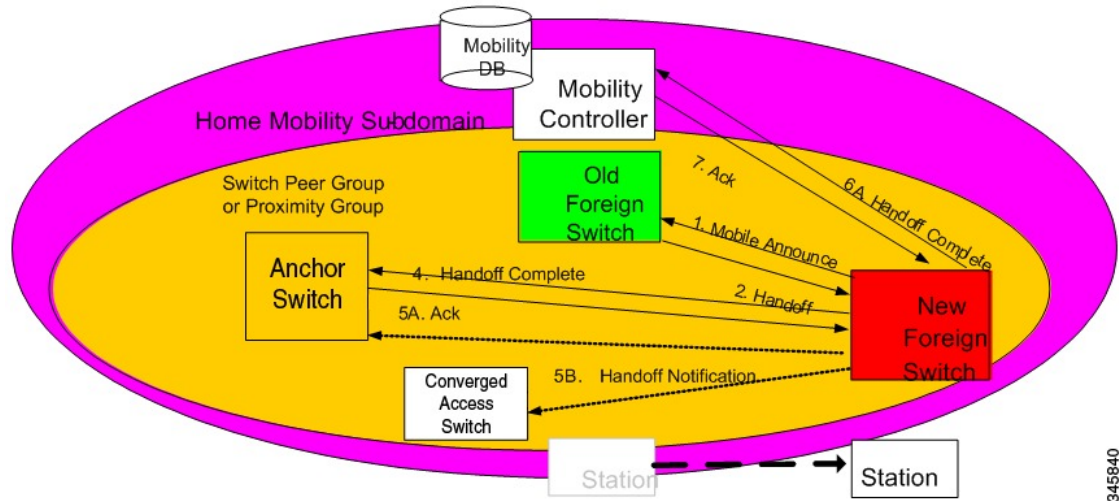 Mobility
DB
Mobility
Controller
Home Mobility Subdomain
Switch Peer Group
or Proximity Group
Old
Foreign
Switch
7. Ack
6A. Handoff Complete
1. Mobile Announce
Anchor
Switch
4. Handoff Complete
2. Handoff
5A. Ack
New
Foreign
Switch
5B. Handoff Notification
Converged
Access
Switch
Station
Station
345840